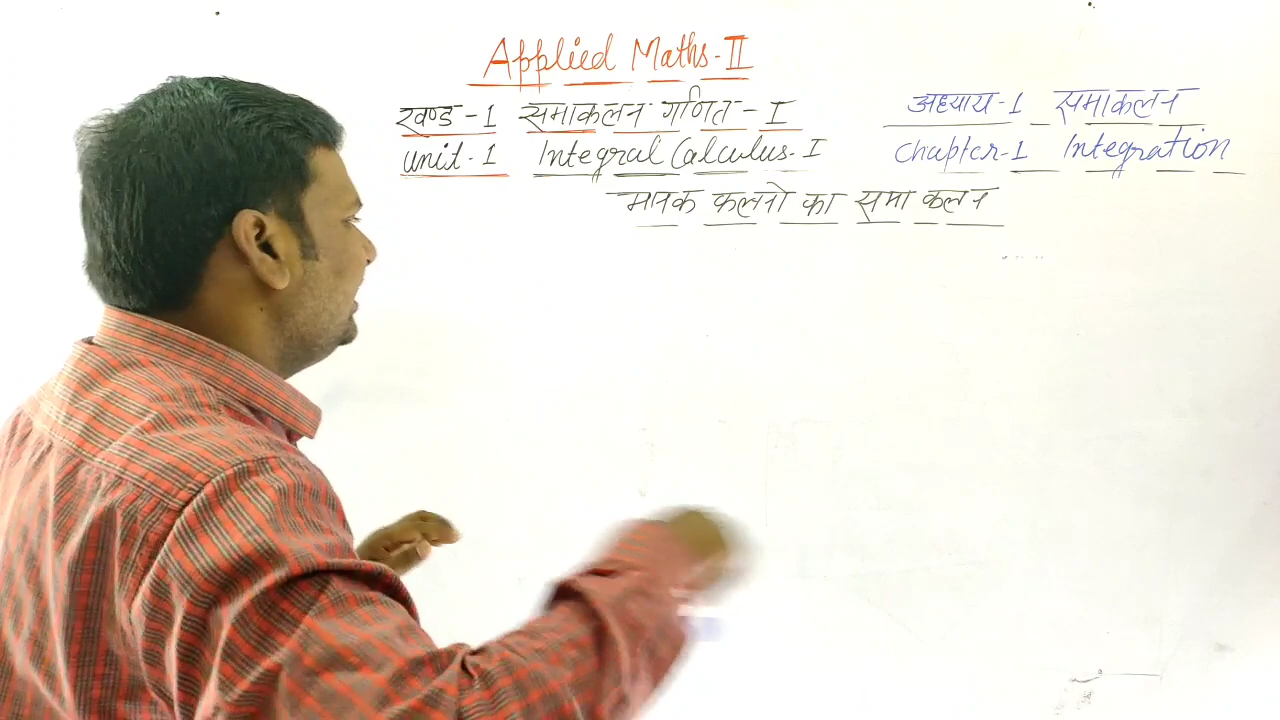 Applied Maths-II
खण्ड-1 समाकलन गणित-I
unit-1 Integral Calculus-I
अध्याय-1 समाकलन
chapter-1 Integration
मानक कलनो का समाकलन